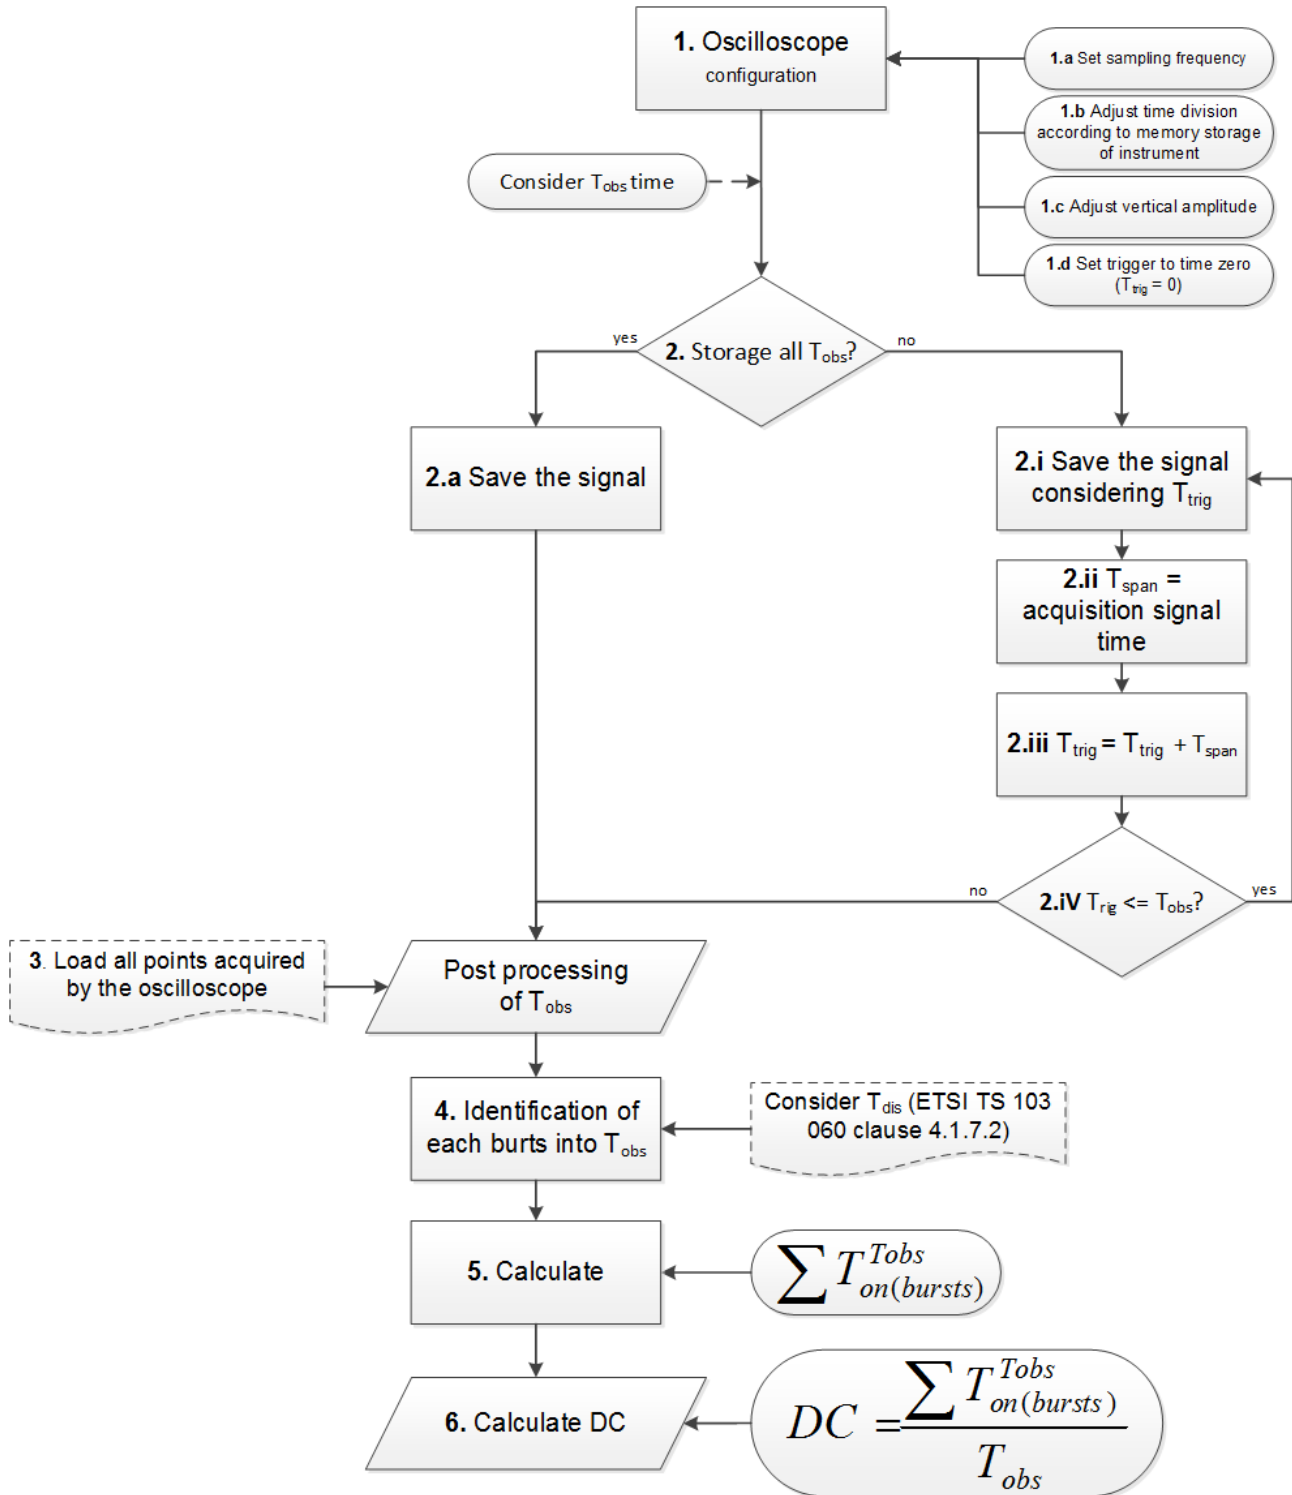 1. Oscilloscope
configuration
1.a Set sampling frequency
1.b Adjust time division
according to memory storage
of instrument
1.c Adjust vertical amplitude
1.d Set trigger to time zero
(Ttrig = 0)
Consider Tobs time
2. Storage all Tobs?
yes
no
2.a Save the signal
2.i Save the signal
considering Ttrig
2.ii Tspan =
acquisition signal
time
2.iii Ttrig = Ttrig + Tspan
2.iV Trig <= Tobs?
no
yes
3. Load all points acquired
by the oscilloscope
Post processing
of Tobs
4. Identification of
each burts into Tobs
Consider Tdis (ETSI TS 103
060 clause 4.1.7.2)
5. Calculate
∑ T on(bursts) Tobs
6. Calculate DC
DC = ∑ T on(bursts) Tobs
Tobs